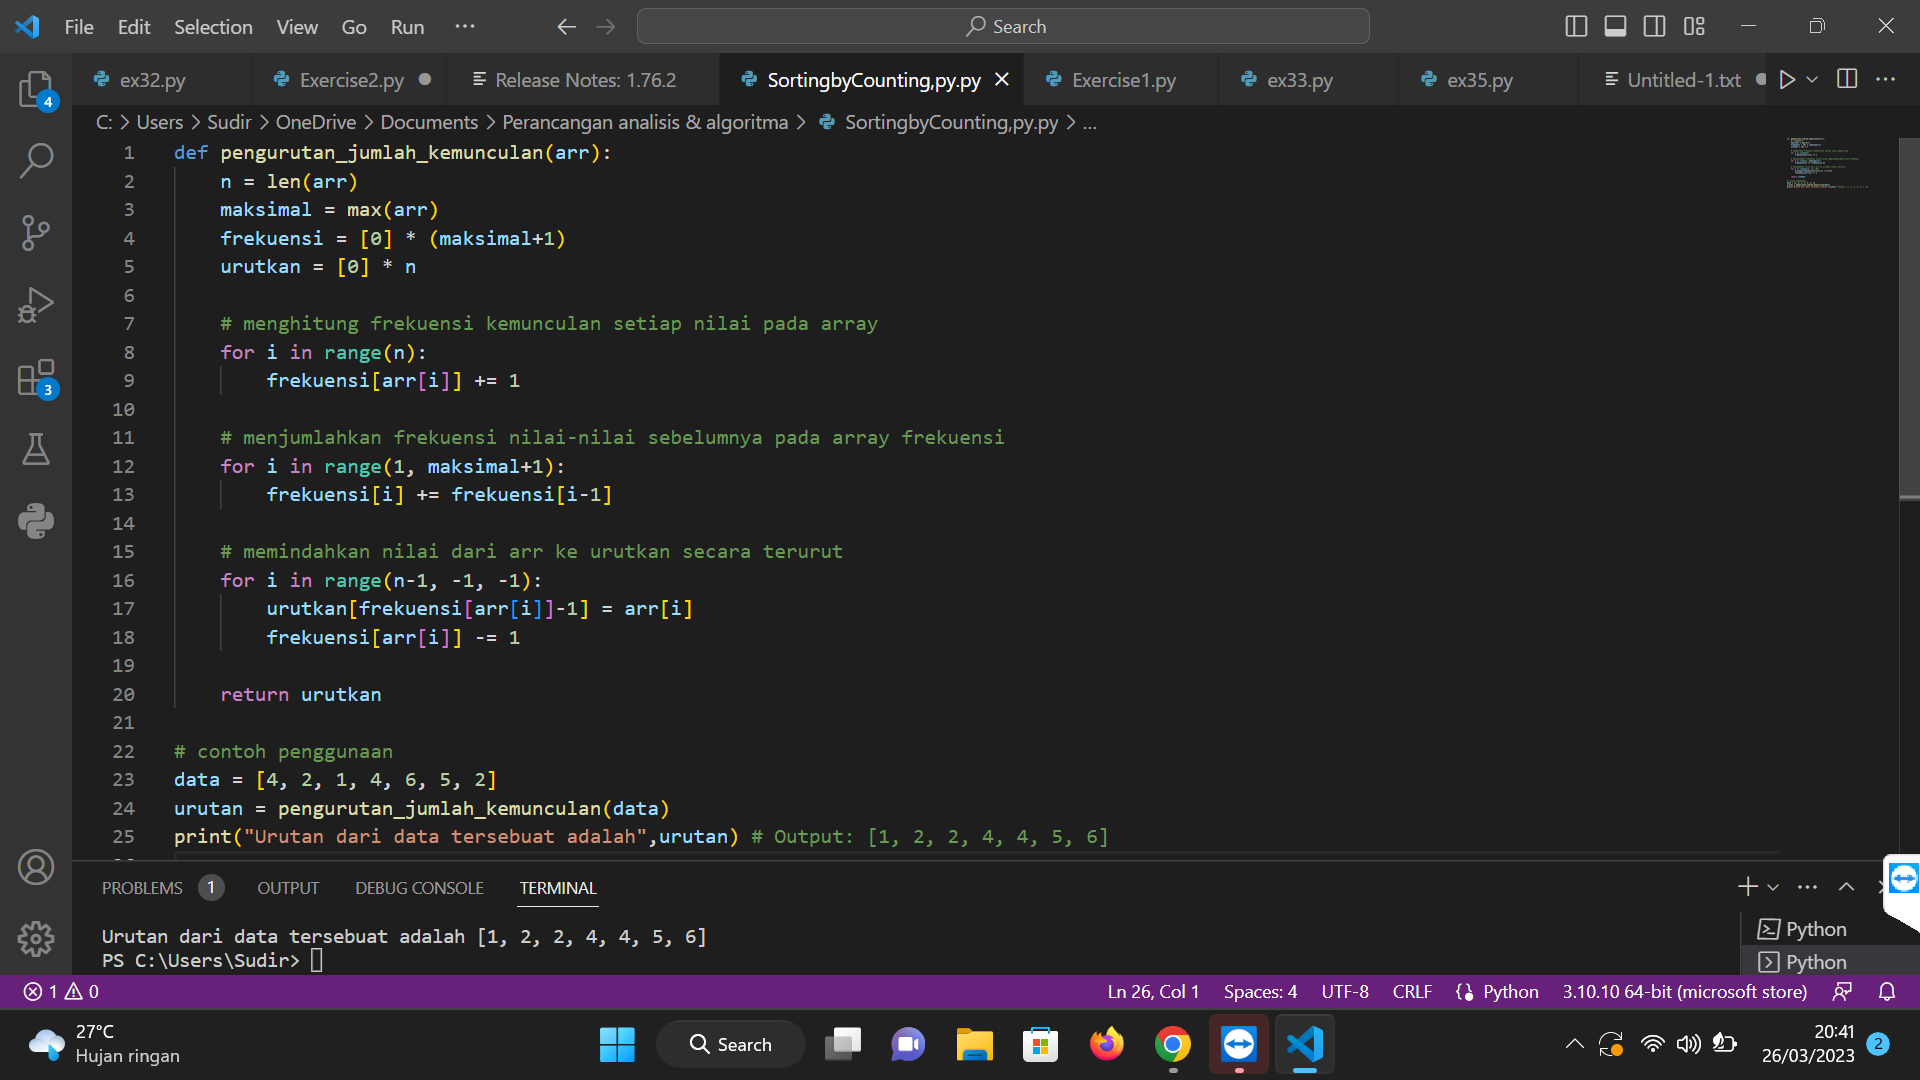 File Edit Selection View Go Run ··· Search
ex32.py Exercise2.py Release Notes: 1.76.2 SortingbyCounting,py.py Exercise1.py ex33.py ex35.py Untitled-1.txt
C: > Users > Sudir > OneDrive > Documents > Perancangan analisis & algoritma > SortingbyCounting,py.py > ...
1 def pengurutan_jumlah_kemunculan(arr):
2     n = len(arr)
3     maksimal = max(arr)
4     frekuensi = [0] * (maksimal+1)
5     urutkan = [0] * n
6
7     # menghitung frekuensi kemunculan setiap nilai pada array
8     for i in range(n):
9         frekuensi[arr[i]] += 1
10
11     # menjumlahkan frekuensi nilai-nilai sebelumnya pada array frekuensi
12     for i in range(1, maksimal+1):
13         frekuensi[i] += frekuensi[i-1]
14
15     # memindahkan nilai dari arr ke urutkan secara terurut
16     for i in range(n-1, -1, -1):
17         urutkan[frekuensi[arr[i]]-1] = arr[i]
18         frekuensi[arr[i]] -= 1
19
20     return urutkan
21
22 # contoh penggunaan
23 data = [4, 2, 1, 4, 6, 5, 2]
24 urutan = pengurutan_jumlah_kemunculan(data)
25 print("Urutan dari data tersebuat adalah",urutan) # Output: [1, 2, 2, 4, 4, 5, 6]
4
3
PROBLEMS 1 OUTPUT DEBUG CONSOLE TERMINAL
Urutan dari data tersebuat adalah [1, 2, 2, 4, 4, 5, 6]
PS C:\Users\Sudir>
Python
Python
1 0 Ln 26, Col 1 Spaces: 4 UTF-8 CRLF Python 3.10.10 64-bit (microsoft store)
27°C
Hujan ringan
Search
20:41
26/03/2023
2